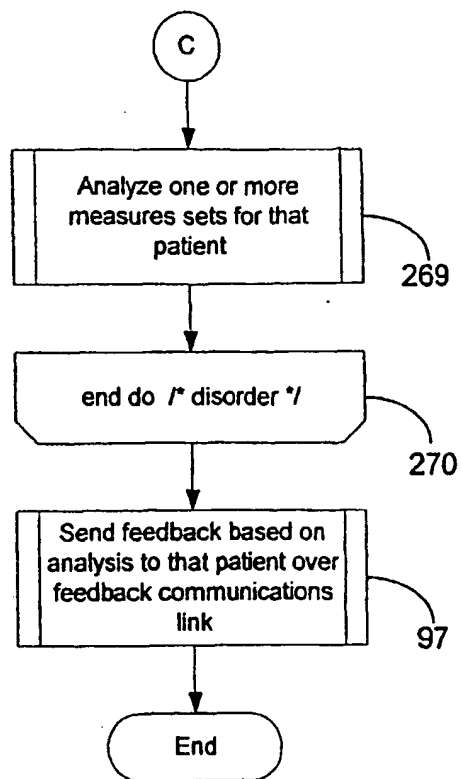 C
Analyze one or more
measures sets for that
patient
269
end do /* disorder */
270
Send feedback based on
analysis to that patient over
feedback communications
link
97
End